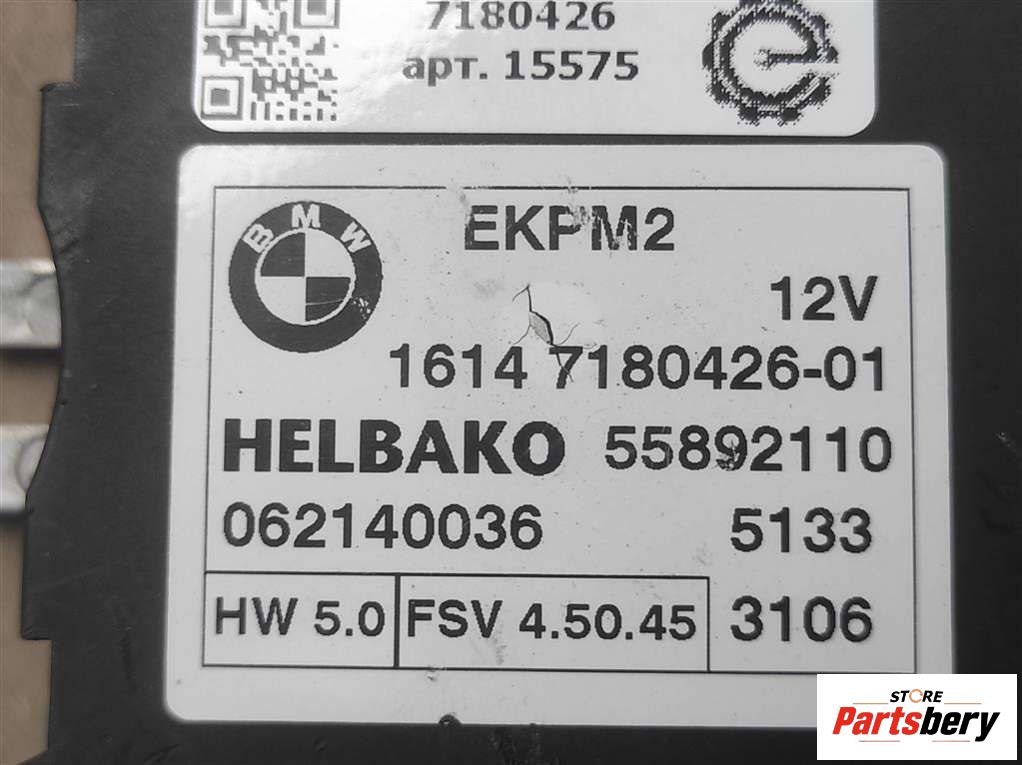 7180426
арт. 15575
BMW
EKPM2
12V
1614 7180426-01
HELBAKO 55892110
062140036 5133
HW 5.0 FSV 4.50.45 3106
STORE
Partsbery